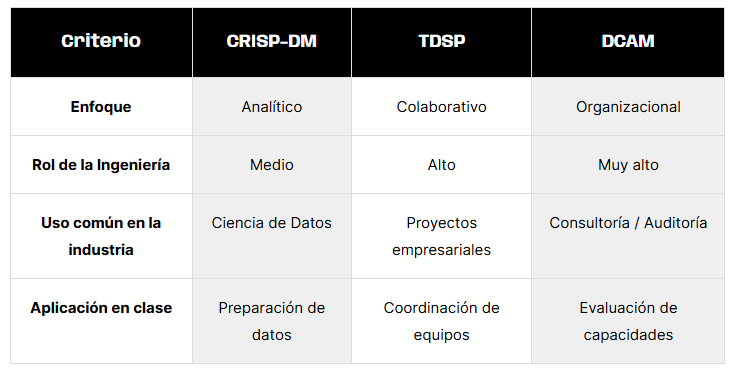 Criterio CRISP-DM TDSP DCAM
Enfoque Analítico Colaborativo Organizacional
Rol de la Ingeniería Medio Alto Muy alto
Uso común en la Ciencia de Datos Proyectos Consultoría / Auditoría
industria empresariales
Aplicación en clase Preparación de Coordinación de Evaluación de
datos equipos capacidades